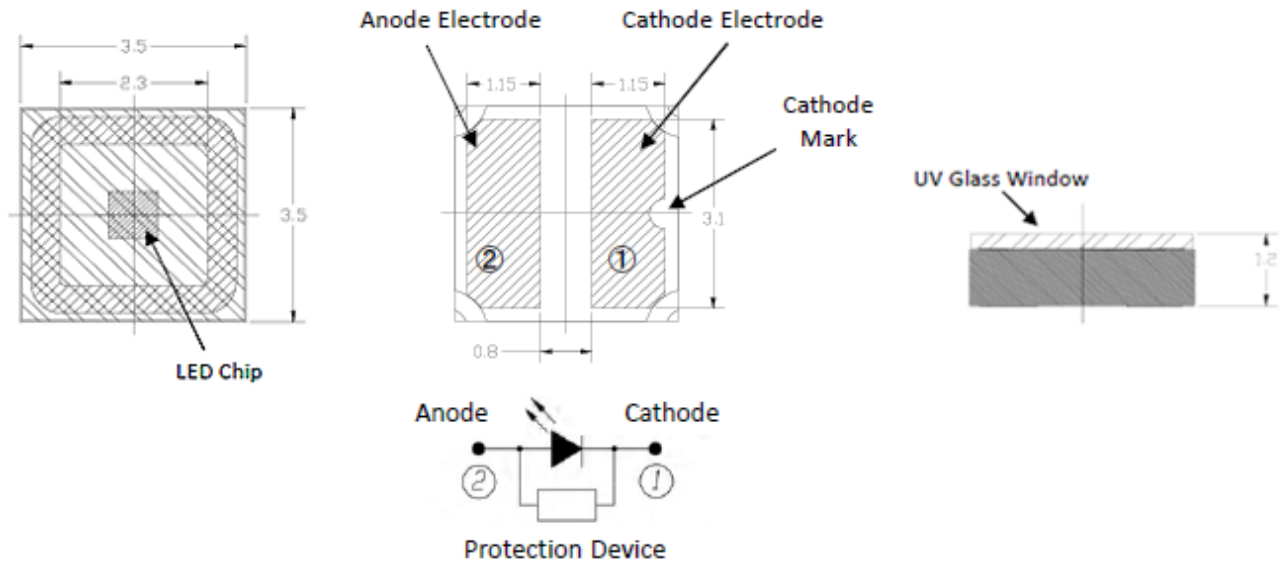 Anode Electrode
Cathode Electrode
3.5
2.3
1.15
1.15
Cathode
Mark
UV Glass Window
3.5
3.1
1.2
②
①
0.8
LED Chip
Anode
Cathode
2
1
Protection Device